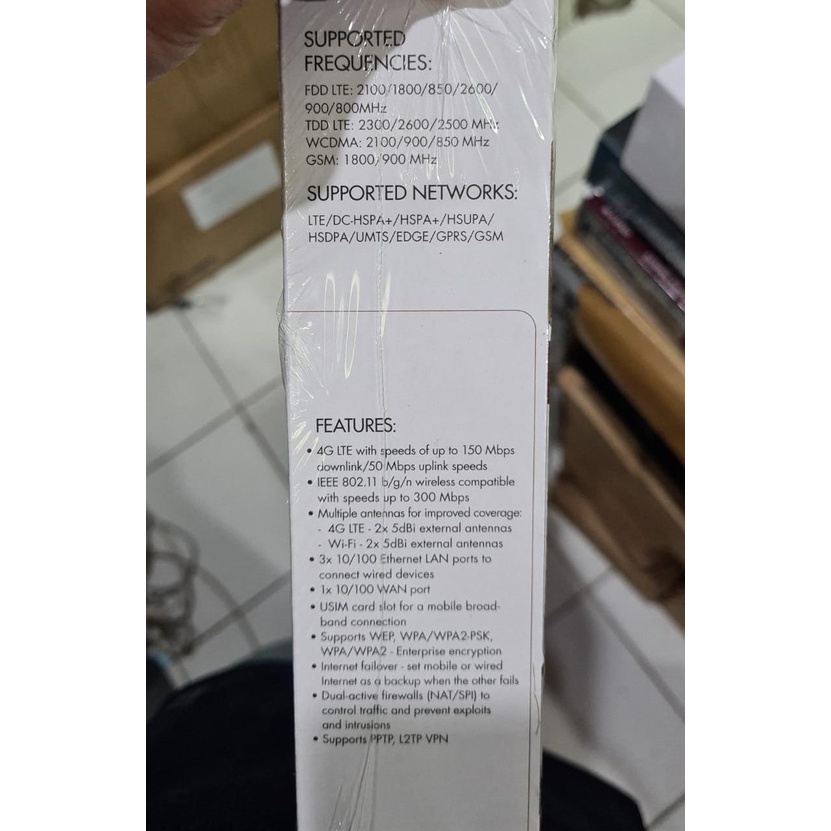 SUPPORTED
FREQUENCIES:
FDD LTE: 2100/1800/850/2600/
900/800MHz
TDD LTE: 2300/2600/2500 MHz
WCDMA: 2100/900/850 MHz
GSM: 1800/900 MHz
SUPPORTED NETWORKS:
LTE/DC-HSPA+/HSPA+/HSUPA/
HSDPA/UMTS/EDGE/GPRS/GSM
FEATURES:
• 4G LTE with speeds of up to 150 Mbps
downlink/50 Mbps uplink speeds
• IEEE 802.11 b/g/n wireless compatible
with speeds up to 300 Mbps
• Multiple antennas for improved coverage:
- 4G LTE - 2x 5dBi external antennas
- Wi-Fi - 2x 5dBi external antennas
• 3x 10/100 Ethernet LAN ports to
connect wired devices
• 1x 10/100 WAN port
• USIM card slot for a mobile broad-
band connection
• Supports WEP, WPA/WPA2-PSK,
WPA/WPA2 - Enterprise encryption
• Internet failover - set mobile or wired
Internet as a backup when the other fails
• Dual-active firewalls (NAT/SPI) to
control traffic and prevent exploits
and intrusions
• Supports PPTP, L2TP VPN